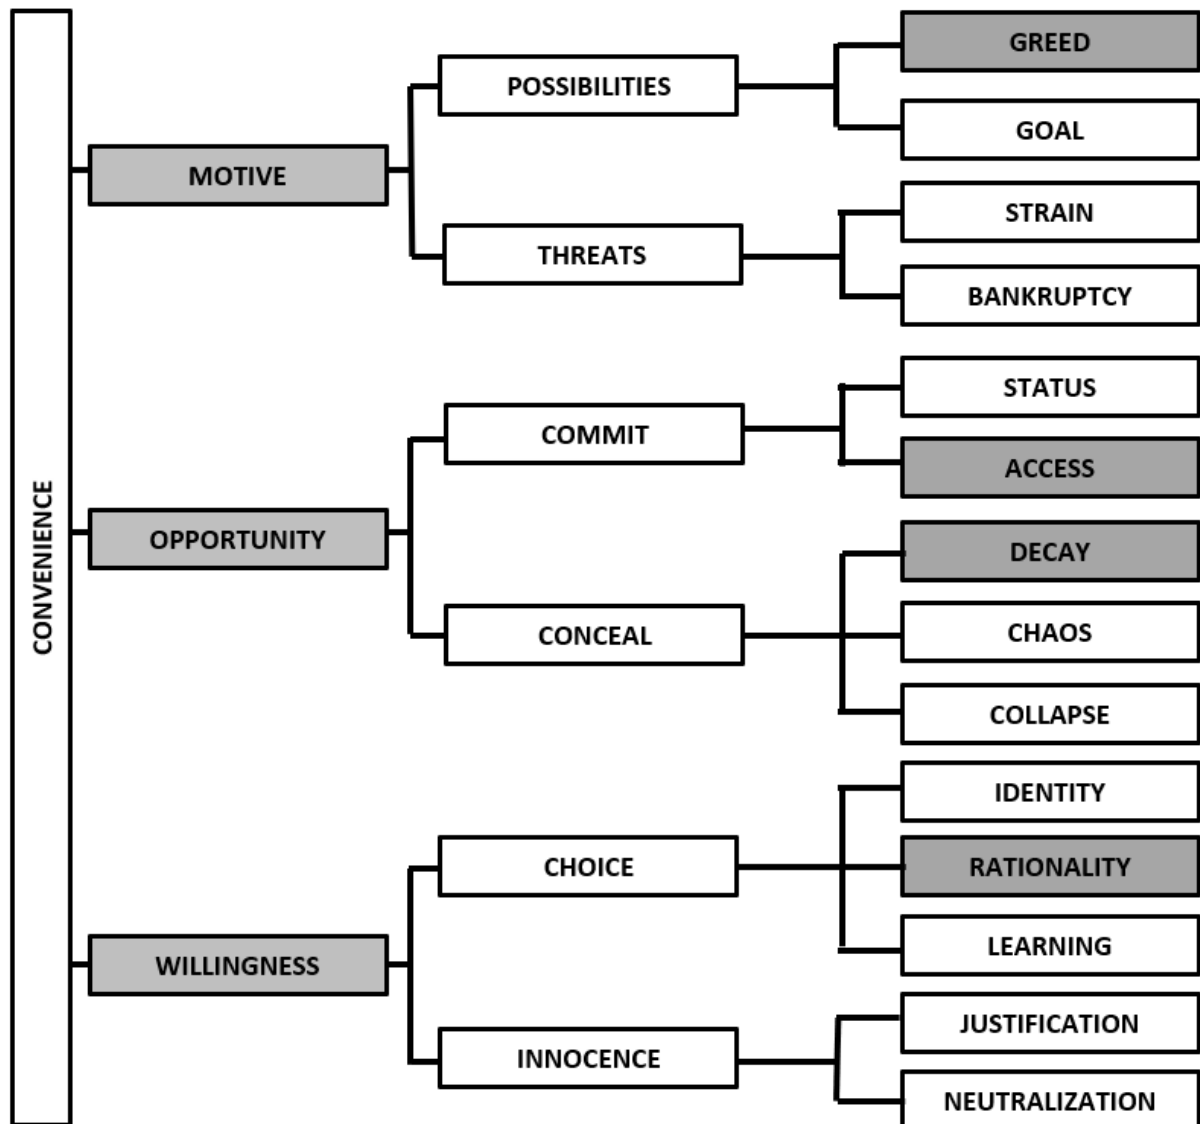 CONVENIENCE
MOTIVE
POSSIBILITIES
GREED
GOAL
THREATS
STRAIN
BANKRUPTCY
OPPORTUNITY
COMMIT
STATUS
ACCESS
CONCEAL
DECAY
CHAOS
COLLAPSE
WILLINGNESS
CHOICE
IDENTITY
RATIONALITY
LEARNING
INNOCENCE
JUSTIFICATION
NEUTRALIZATION